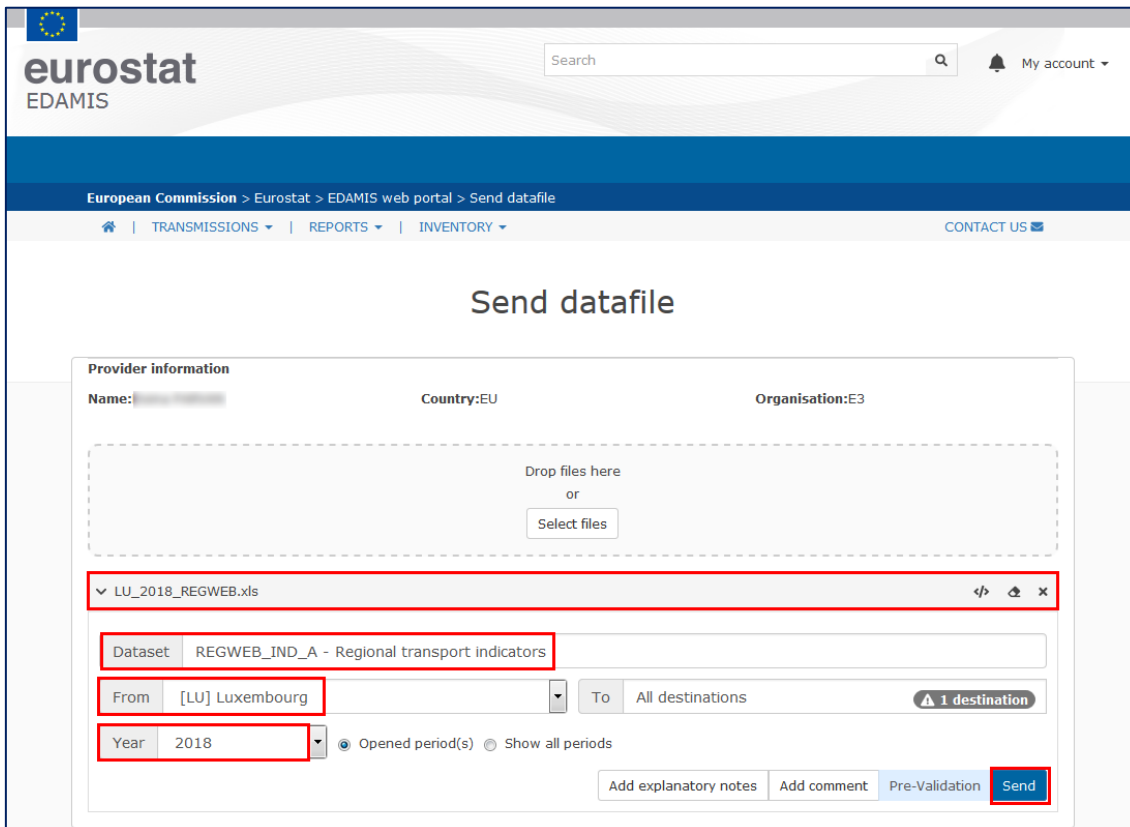 eurostat
EDAMIS
Search
My account
European Commission > Eurostat > EDAMIS web portal > Send datafile
| TRANSMISSIONS | REPORTS | INVENTORY CONTACT US
Send datafile
Provider information
Name: Country:EU Organisation:E3
Drop files here
or
Select files
LU_2018_REGWEB.xls </> x
Dataset REGWEB_IND_A - Regional transport indicators
From [LU] Luxembourg To All destinations 1 destination
Year 2018 Opened period(s) Show all periods
Add explanatory notes Add comment Pre-Validation Send